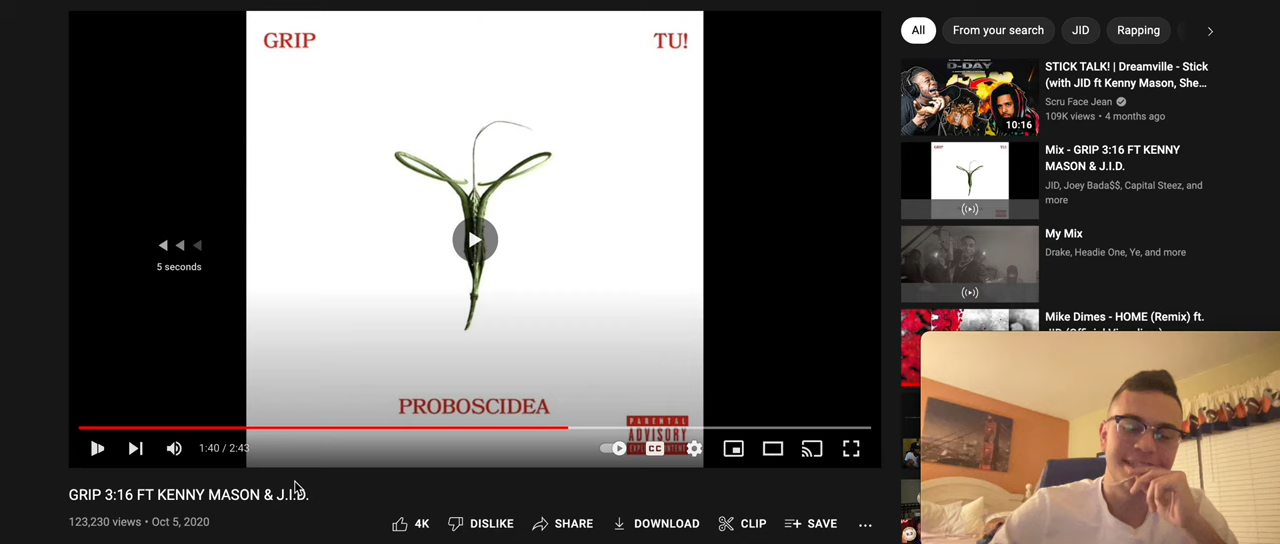 GRIP
TU!
5 seconds
PROBOSCIDEA
PARENTAL
ADVISORY
1:40 / 2:43
CC
GRIP 3:16 FT KENNY MASON & J.I.D.
123,230 views • Oct 5, 2020
4K
DISLIKE
SHARE
DOWNLOAD
CLIP
SAVE
All
From your search
JID
Rapping
D-DAY
10:16
STICK TALK! | Dreamville - Stick
(with JID ft Kenny Mason, She...
Scru Face Jean
109K views • 4 months ago
GRIP
TU!
Mix - GRIP 3:16 FT KENNY
MASON & J.I.D.
JID, Joey Bada$$, Capital Steez, and
more
My Mix
Drake, Headie One, Ye, and more
Mike Dimes - HOME (Remix) ft.